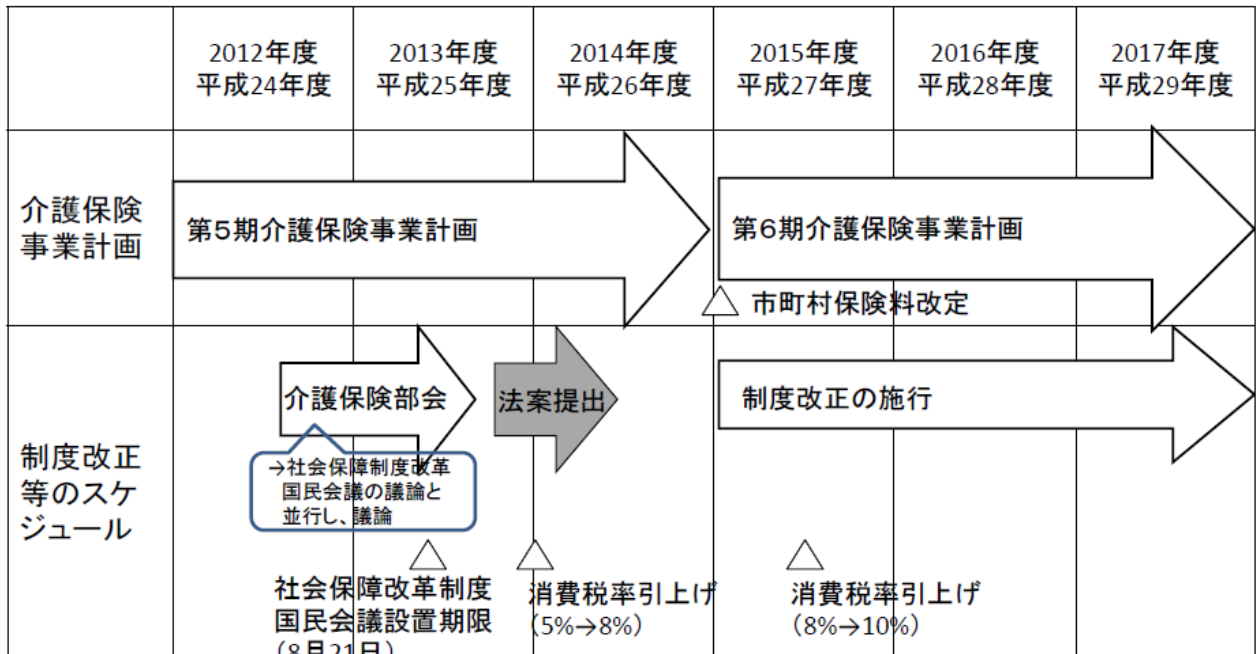 2012年度
平成24年度
2013年度
平成25年度
2014年度
平成26年度
2015年度
平成27年度
2016年度
平成28年度
2017年度
平成29年度
介護保険
事業計画
第5期介護保険事業計画
第6期介護保険事業計画
△ 市町村保険料改定
制度改正
等のスケ
ジュール
介護保険部会
法案提出
制度改正の施行
→社会保障制度改革
国民会議の議論と
並行し、議論
社会保障改革制度
国民会議設置期限
(8月21日)
消費税率引上げ
(5%→8%)
消費税率引上げ
(8%→10%)